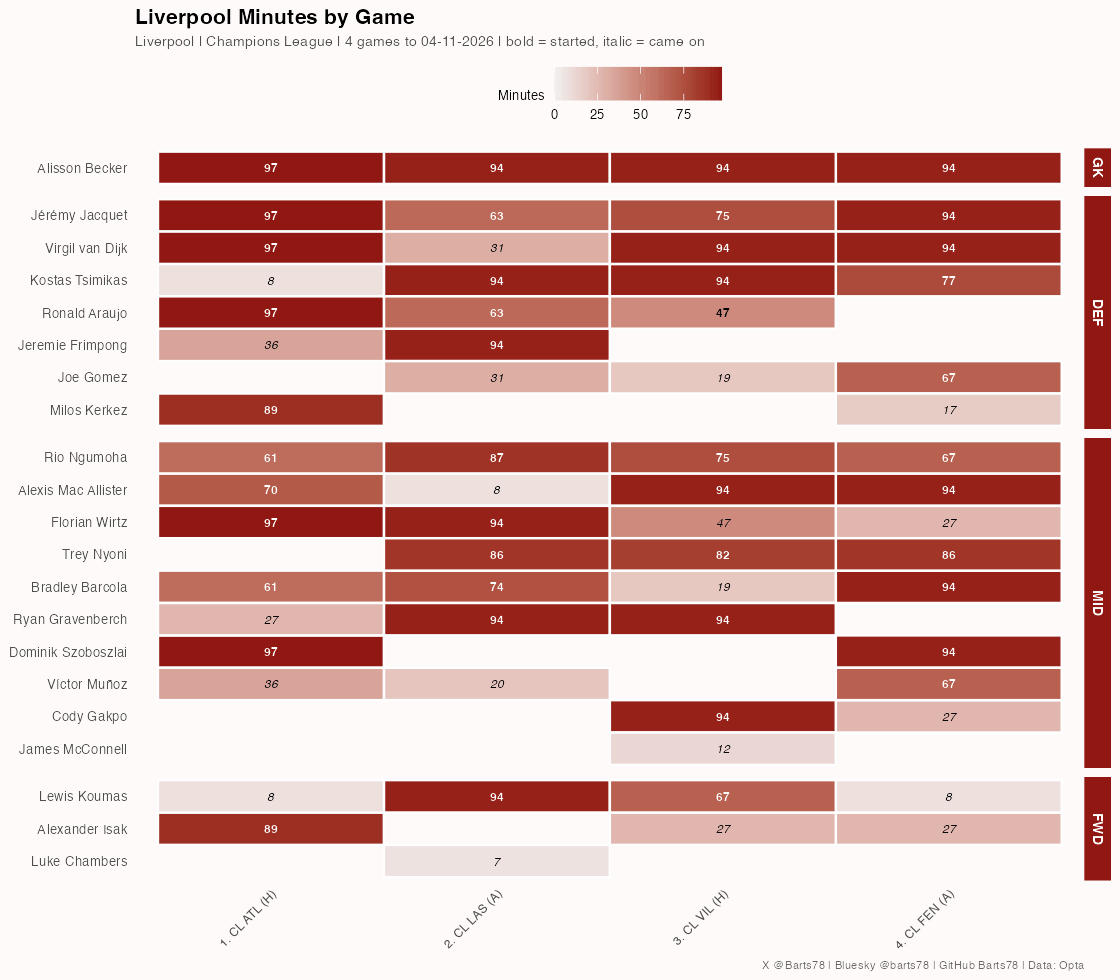 Liverpool Minutes by Game
Liverpool | Champions League | 4 games to 04-11-2026 | bold = started, italic = came on
Minutes
0 25 50 75
Alisson Becker 97 94 94 94
GK
Jérémy Jacquet 97 63 75 94
Virgil van Dijk 97 31 94 94
Kostas Tsimikas 8 94 94 77
Ronald Araujo 97 63 47
Jeremie Frimpong 36 94
Joe Gomez 31 19 67
Milos Kerkez 89 17
DEF
Rio Ngumoha 61 87 75 67
Alexis Mac Allister 70 8 94 94
Florian Wirtz 97 94 47 27
Trey Nyoni 86 82 86
Bradley Barcola 61 74 19 94
Ryan Gravenberch 27 94 94
Dominik Szoboszlai 97 94
Víctor Muñoz 36 20 67
Cody Gakpo 94 27
James McConnell 12
MID
Lewis Koumas 8 94 67 8
Alexander Isak 89 27 27
Luke Chambers 7
FWD
1. CL ATL (H) 2. CL LAS (A) 3. CL VIL (H) 4. CL FEN (A)
X @Barts78 | Bluesky @barts78 | GitHub Barts78 | Data: Opta